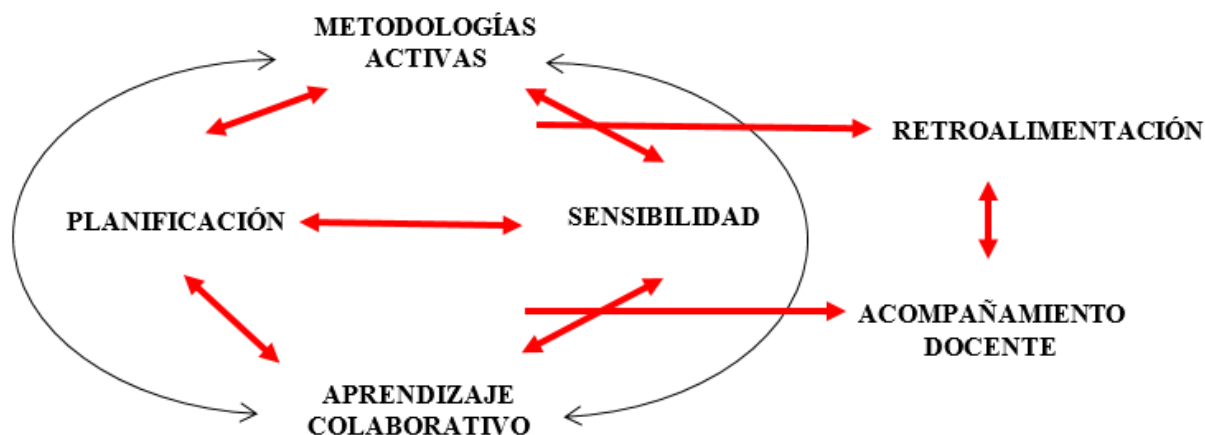 METODOLOGÍAS
ACTIVAS
RETROALIMENTACIÓN
PLANIFICACIÓN
SENSIBILIDAD
ACOMPAÑAMIENTO
DOCENTE
APRENDIZAJE
COLABORATIVO